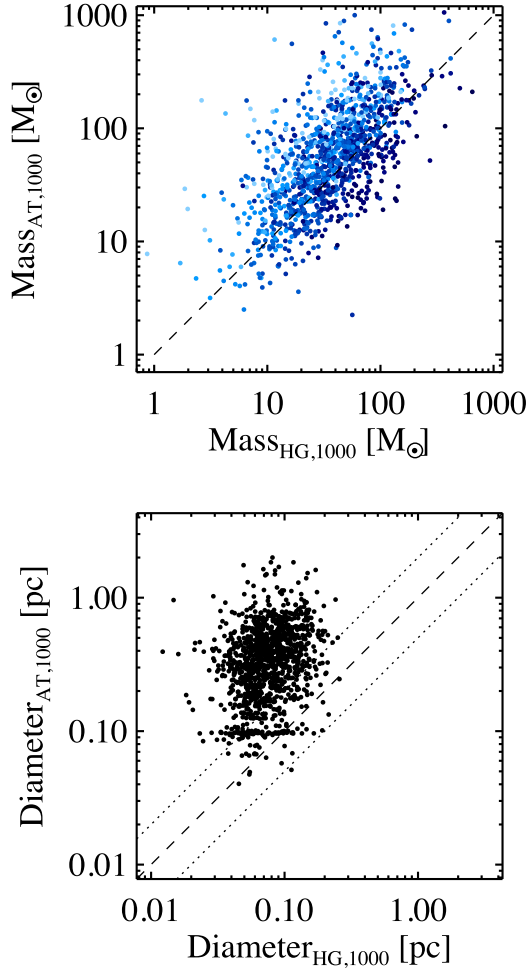 1000
100
10
1
Mass_AT,1000 [M⊙]
1 10 100 1000
Mass_HG,1000 [M⊙]
1.00
0.10
0.01
Diameter_AT,1000 [pc]
0.01 0.10 1.00
Diameter_HG,1000 [pc]